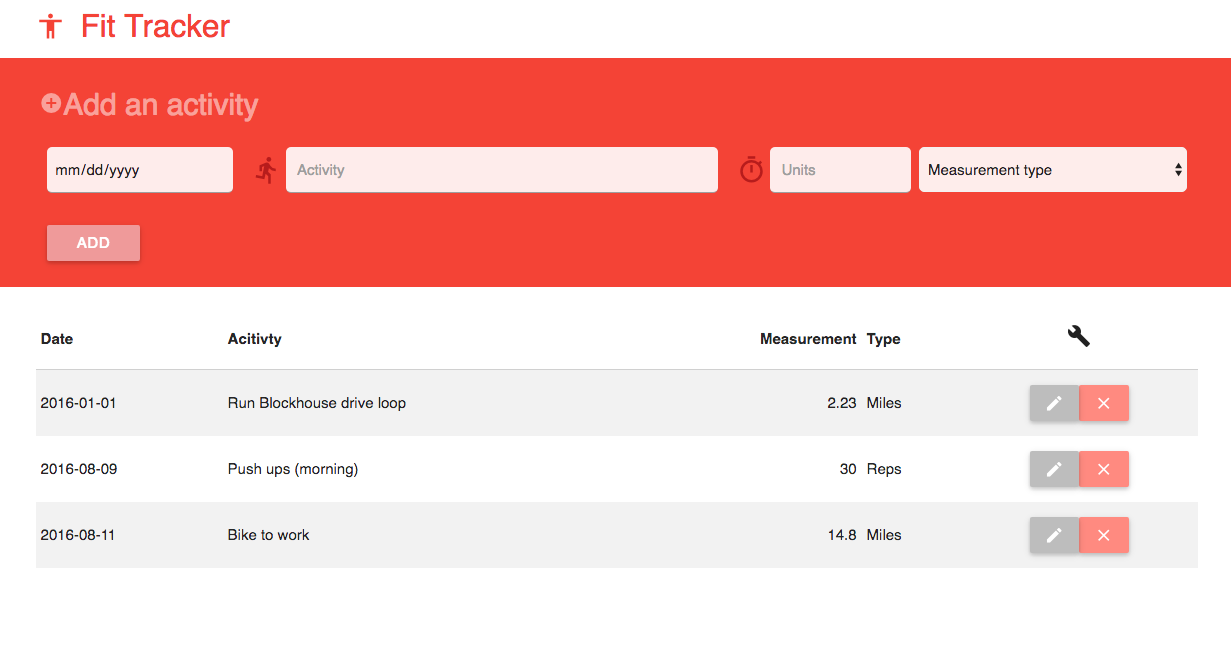 Fit Tracker
Add an activity
mm/dd/yyyy Activity Units Measurement type
ADD
Date Acitivty Measurement Type
2016-01-01 Run Blockhouse drive loop 2.23 Miles
2016-08-09 Push ups (morning) 30 Reps
2016-08-11 Bike to work 14.8 Miles